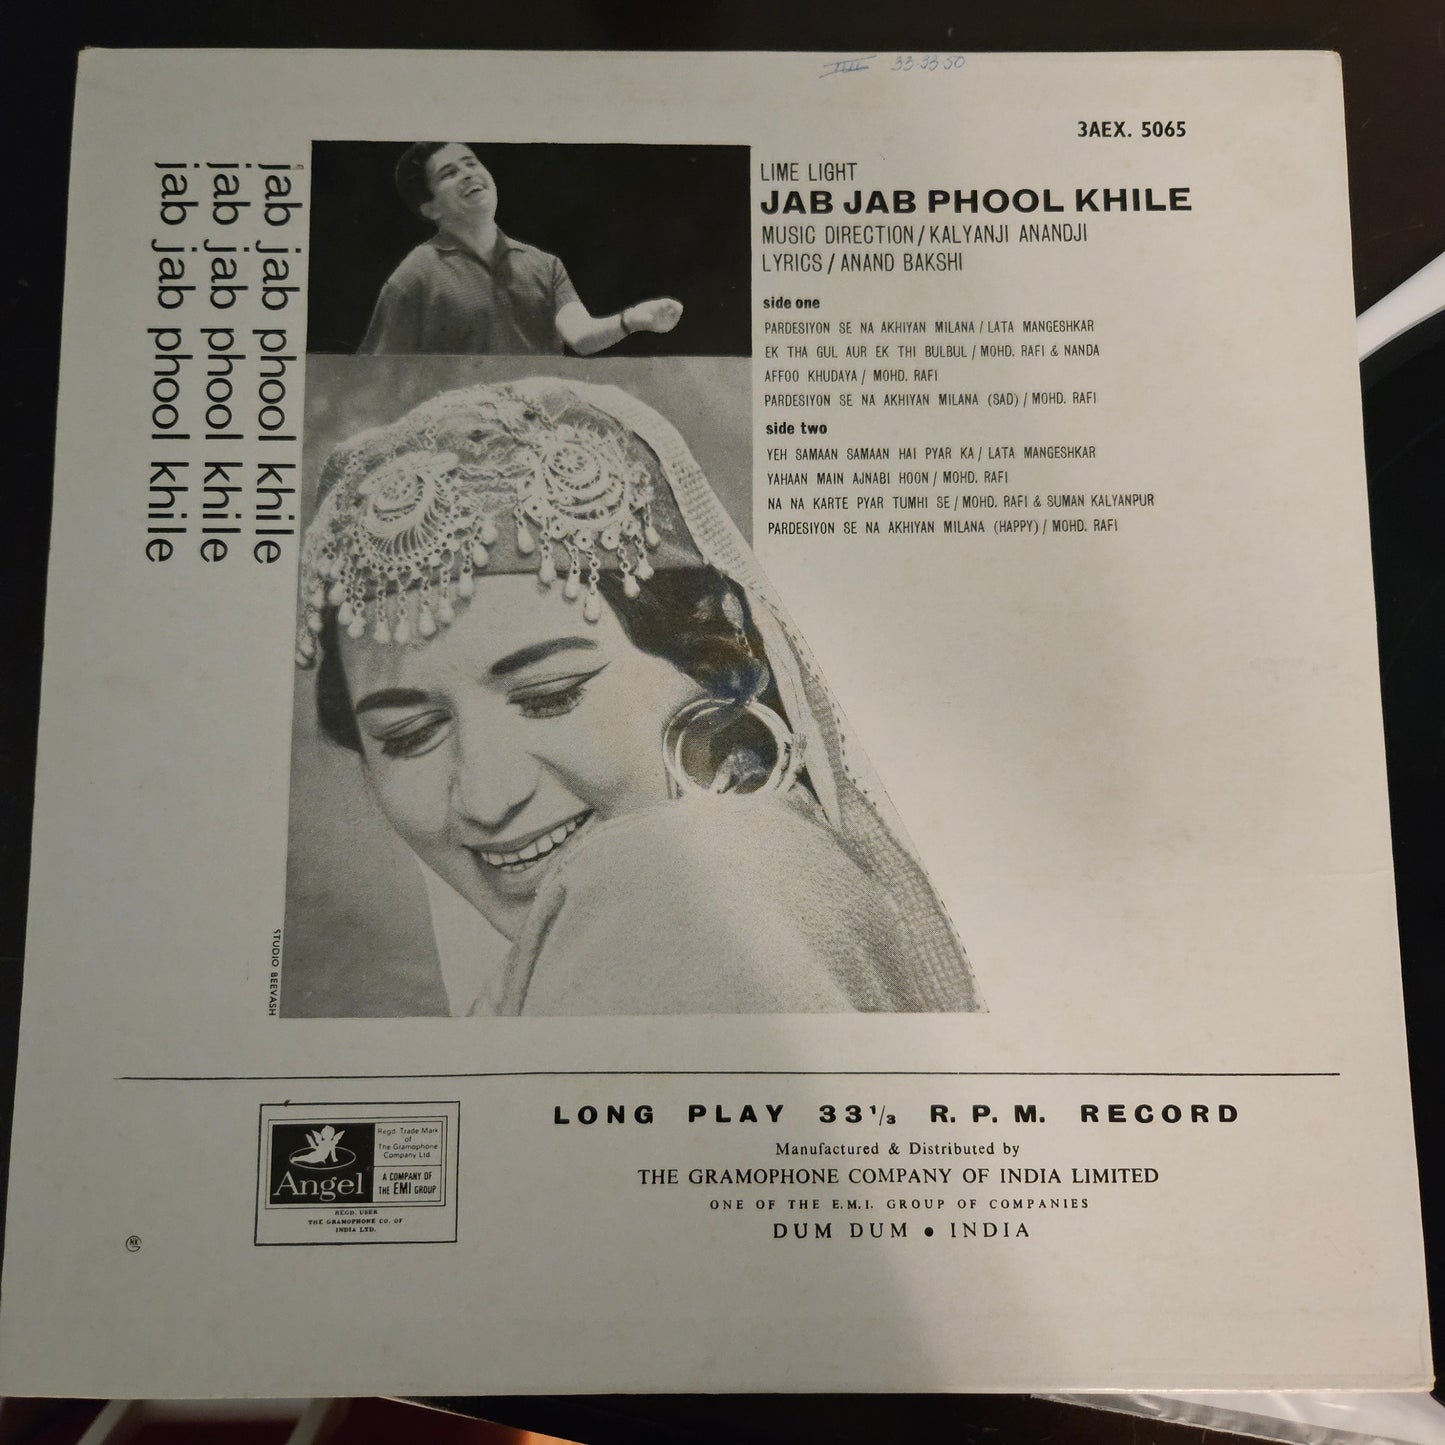 33·33·50
3AEX. 5065
jab jab phool khile
jab jab phool khile
jab jab phool khile
LIME LIGHT
JAB JAB PHOOL KHILE
MUSIC DIRECTION / KALYANJI ANANDJI
LYRICS / ANAND BAKSHI
side one
PARDESIYON SE NA AKHIYAN MILANA / LATA MANGESHKAR
EK THA GUL AUR EK THI BULBUL / MOHD. RAFI & NANDA
AFFOO KHUDAYA / MOHD. RAFI
PARDESIYON SE NA AKHIYAN MILANA (SAD) / MOHD. RAFI
side two
YEH SAMAAN SAMAAN HAI PYAR KA / LATA MANGESHKAR
YAHAAN MAIN AJNABI HOON / MOHD. RAFI
NA NA KARTE PYAR TUMHI SE / MOHD. RAFI & SUMAN KALYANPUR
PARDESIYON SE NA AKHIYAN MILANA (HAPPY) / MOHD. RAFI
STUDIO BEEVASH
LONG PLAY 33 1/3 R. P. M. RECORD
Manufactured & Distributed by
THE GRAMOPHONE COMPANY OF INDIA LIMITED
ONE OF THE E.M.I. GROUP OF COMPANIES
DUM DUM ● INDIA
Angel
Regd. Trade Mark
of
The Gramophone
Company Ltd.
A COMPANY OF
THE EMI GROUP
REGD. USER
THE GRAMOPHONE CO. OF
INDIA LTD.